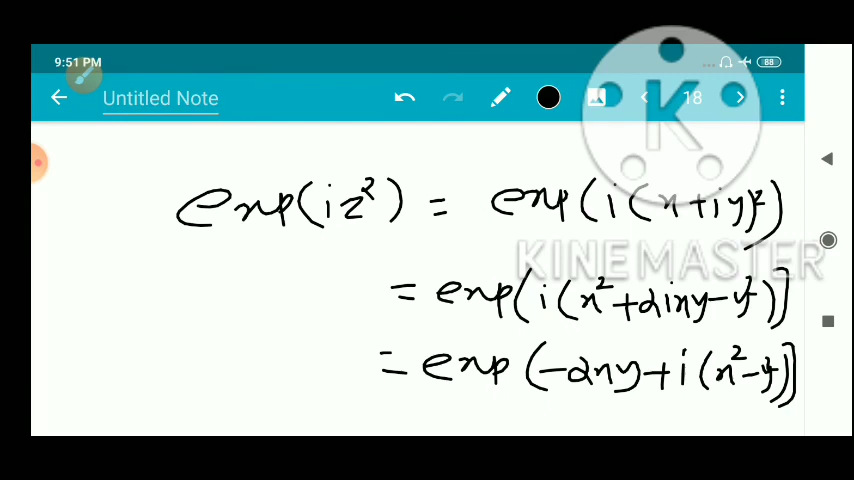 9:51 PM 88
Untitled Note 18
exp(iz²) = exp(i(x+iy)²)
KINEMASTER
= exp(i(x²+2ixy-y²)]
= exp(-2xy+i(x²-y²)]